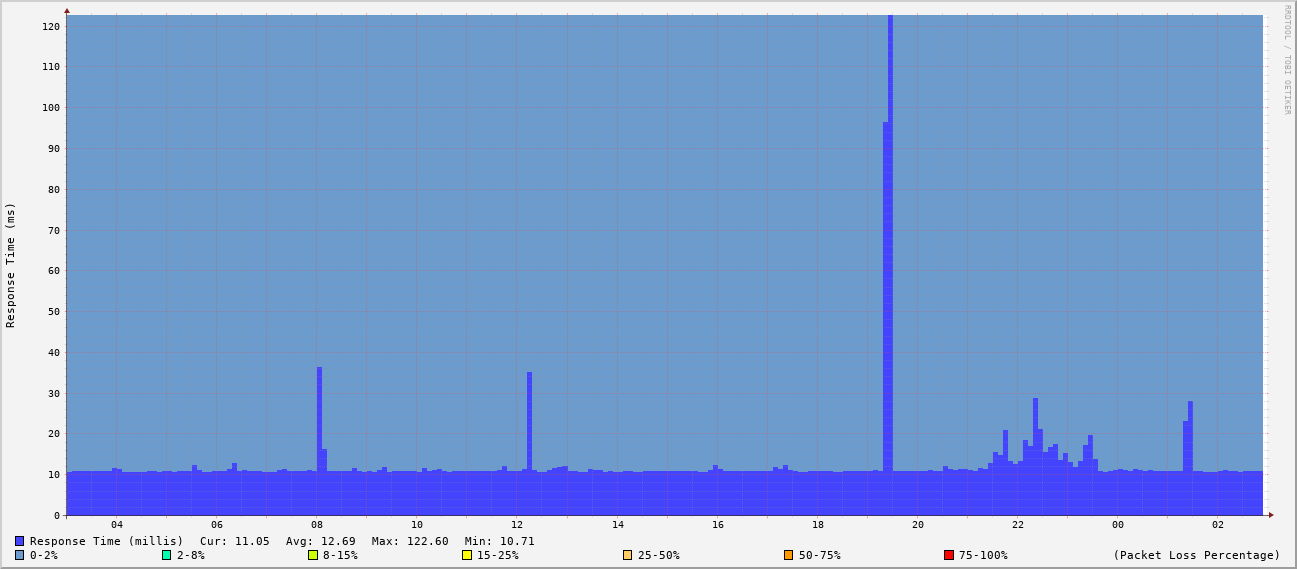 RRDTOOL / TOBI OETIKER
Response Time (ms)
120
110
100
90
80
70
60
50
40
30
20
10
0
04 06 08 10 12 14 16 18 20 22 00 02
Response Time (millis) Cur: 11.05 Avg: 12.69 Max: 122.60 Min: 10.71
0-2% 2-8% 8-15% 15-25% 25-50% 50-75% 75-100% (Packet Loss Percentage)